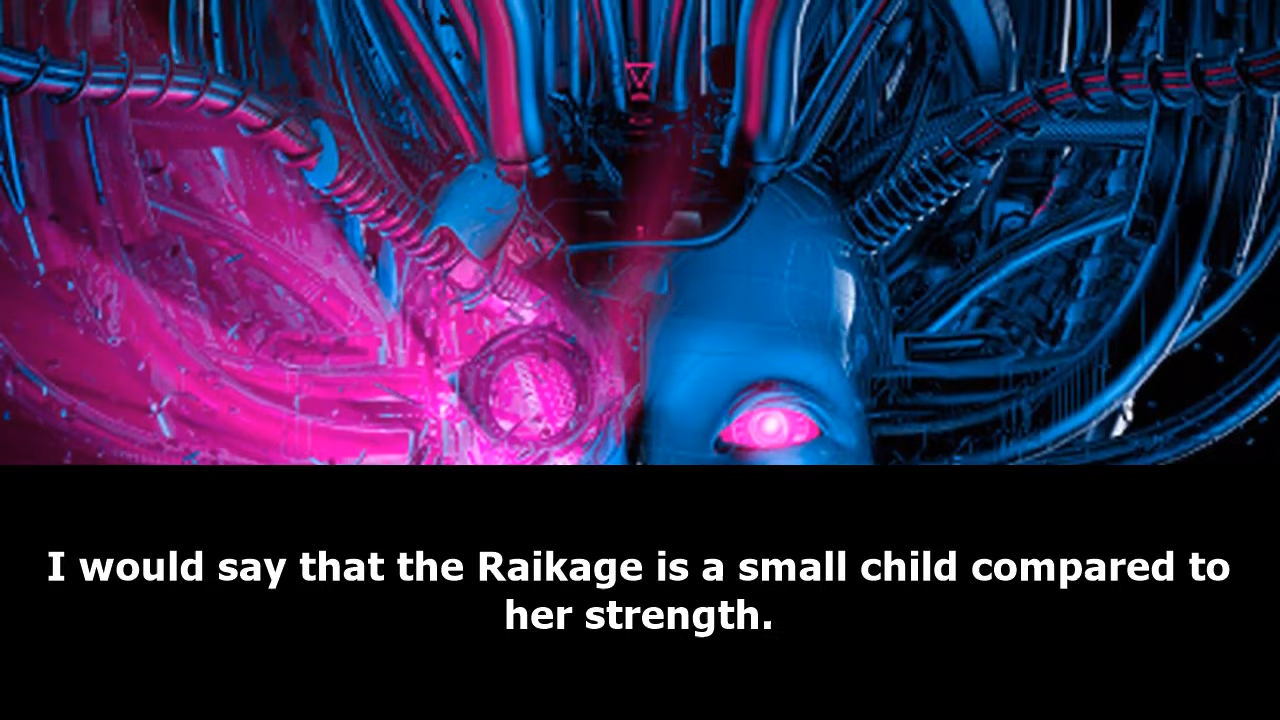 I would say that the Raikage is a small child compared to
her strength.